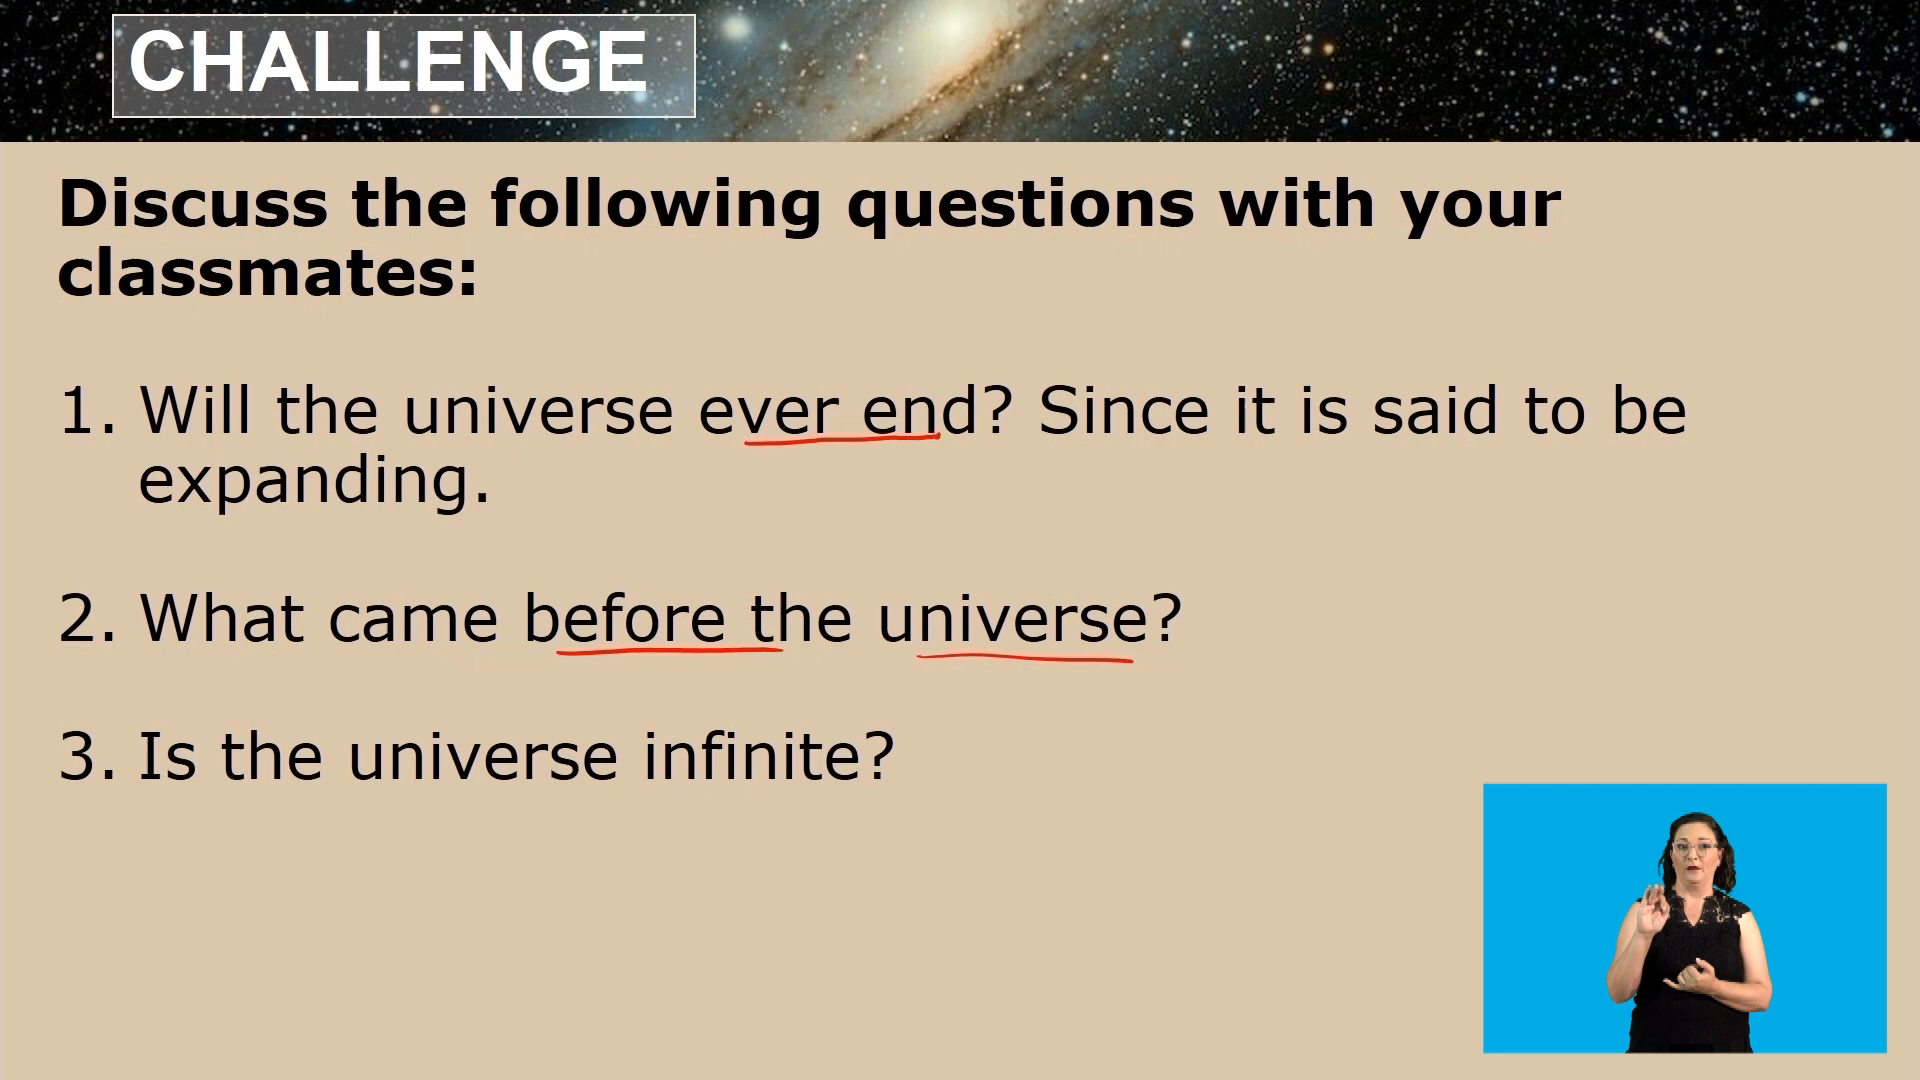 CHALLENGE
Discuss the following questions with your
classmates:
1. Will the universe ever end? Since it is said to be
expanding.
2. What came before the universe?
3. Is the universe infinite?